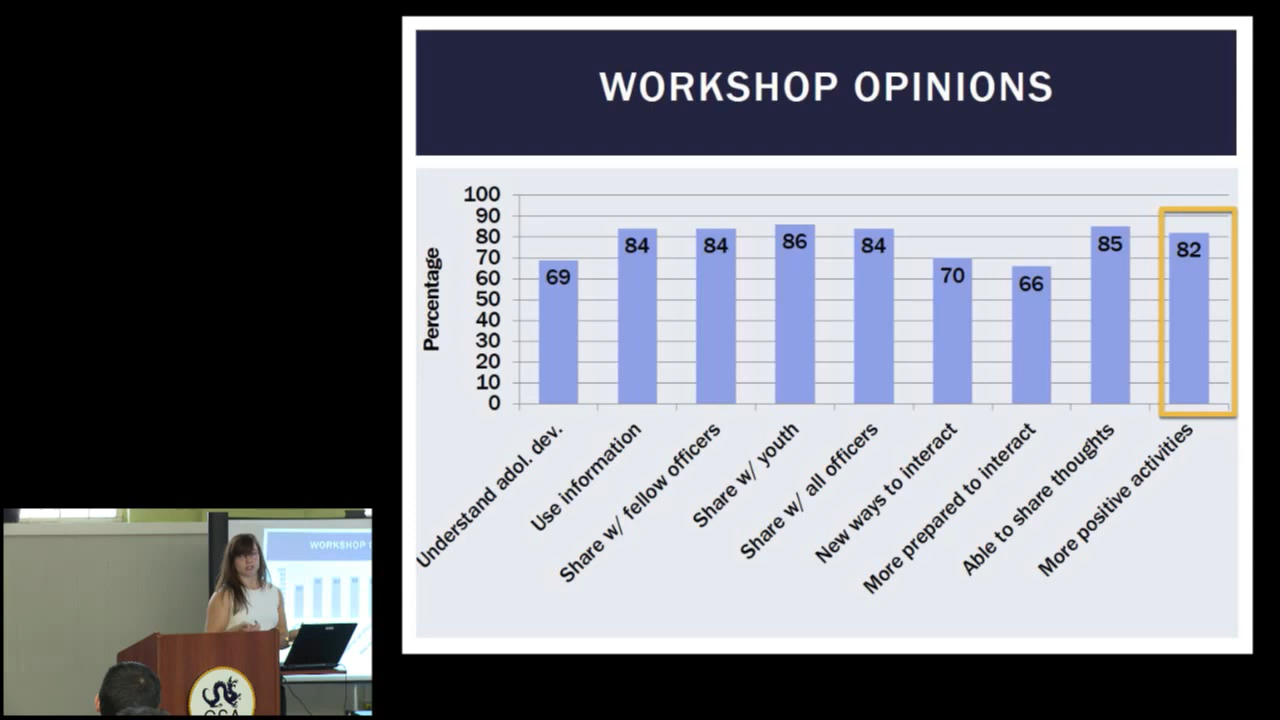 WORKSHOP OPINIONS
Percentage
100
90
80
70
60
50
40
30
20
10
0
69
84
84
86
84
70
66
85
82
Understand adol. dev.
Use information
Share w/ fellow officers
Share w/ youth
Share w/ all officers
New ways to interact
More prepared to interact
Able to share thoughts
More positive activities
WORKSHOP